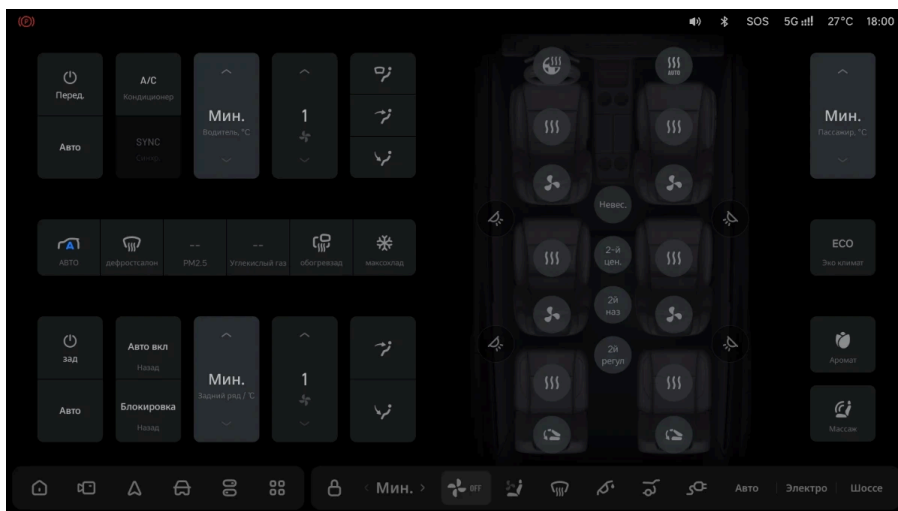 SOS 5G 27°C 18:00
Перед.
Авто
A/C
Кондиционер
SYNC
Синхр.
Мин.
Водитель, °C
1
AUTO
Мин.
Пассажир, °C
Невес.
АВТО
дефростсалон
--
PM2.5
--
Углекислый газ
обогревзад
максохлад
2-й
цен.
ECO
Эко климат
2й
наз
зад
Авто
Авто вкл
Назад
Блокировка
Назад
Мин.
Задний ряд / °C
1
2й
регул
Аромат
Массаж
Мин.
OFF
Авто
Электро
Шоссе